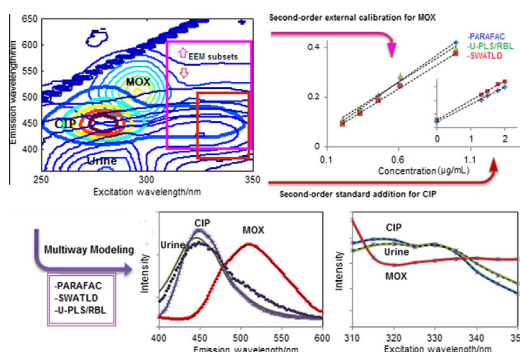 Second-order external calibration for MOX
Emission wavelength/nm
650
600
550
500
450
400
350
250
300
350
Excitation wavelength/nm
EEM subsets
MOX
CIP
Urine
0.4
0.2
0
0.1
0.6
1.1
Concentration (µg/mL)
-PARAFAC
-U-PLS/RBL
-SWATLD
0
1
2
Second-order standard addition for CIP
Multiway Modeling
-PARAFAC
-SWATLD
-U-PLS/RBL
Intensity
CIP
Urine
MOX
400
450
500
550
600
Emission wavelength/nm
Intensity
CIP
Urine
MOX
310
320
330
340
350
Excitation wavelength/nm